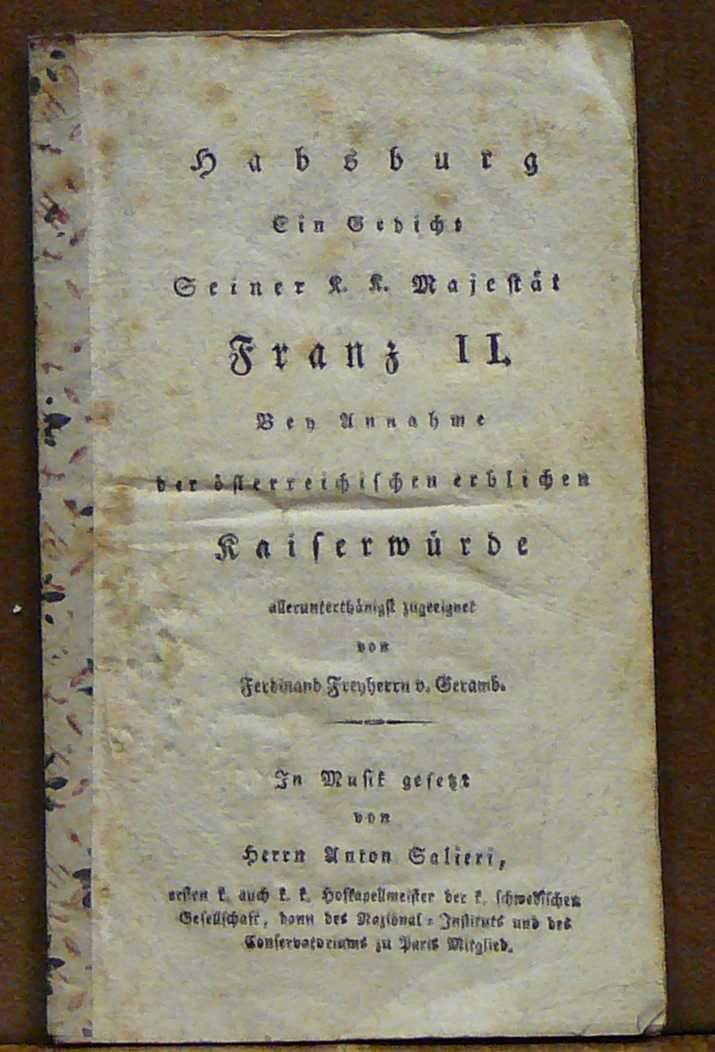 Habsburg
Ein Gedicht
Seiner K. K. Majestät
Franz II.
Bey Annahme
der österreichischen erblichen
Kaiserwürde
allerunterthänigst zugeeignet
von
Ferdinand Freyherrn v. Geramb.
In Musik gesetzt
von
Herrn Anton Salieri,
ersten k. auch k. k. Hofkapellmeister der k. schwedischen
Gesellschaft, dann des Nazional-Instituts und des
Conservatoriums zu Paris Mitglied.